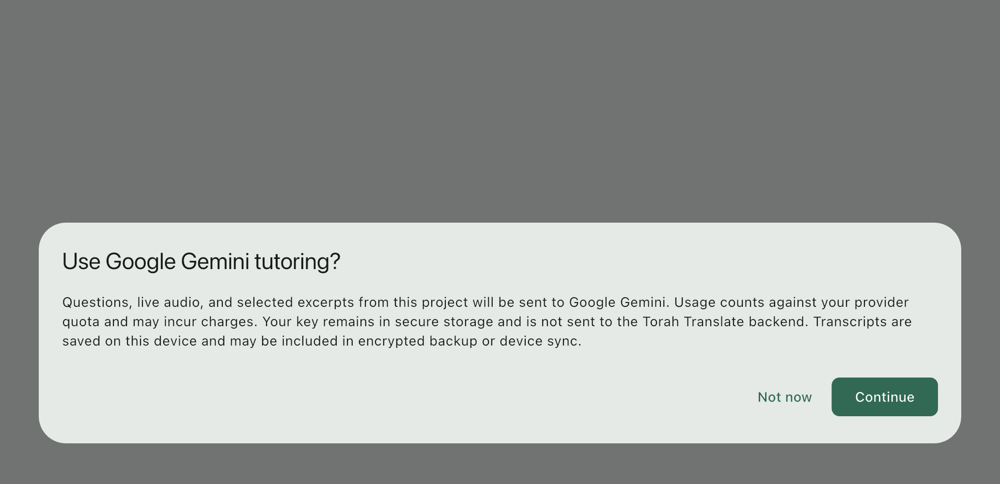 Use Google Gemini tutoring?
Questions, live audio, and selected excerpts from this project will be sent to Google Gemini. Usage counts against your provider
quota and may incur charges. Your key remains in secure storage and is not sent to the Torah Translate backend. Transcripts are
saved on this device and may be included in encrypted backup or device sync.
Not now
Continue